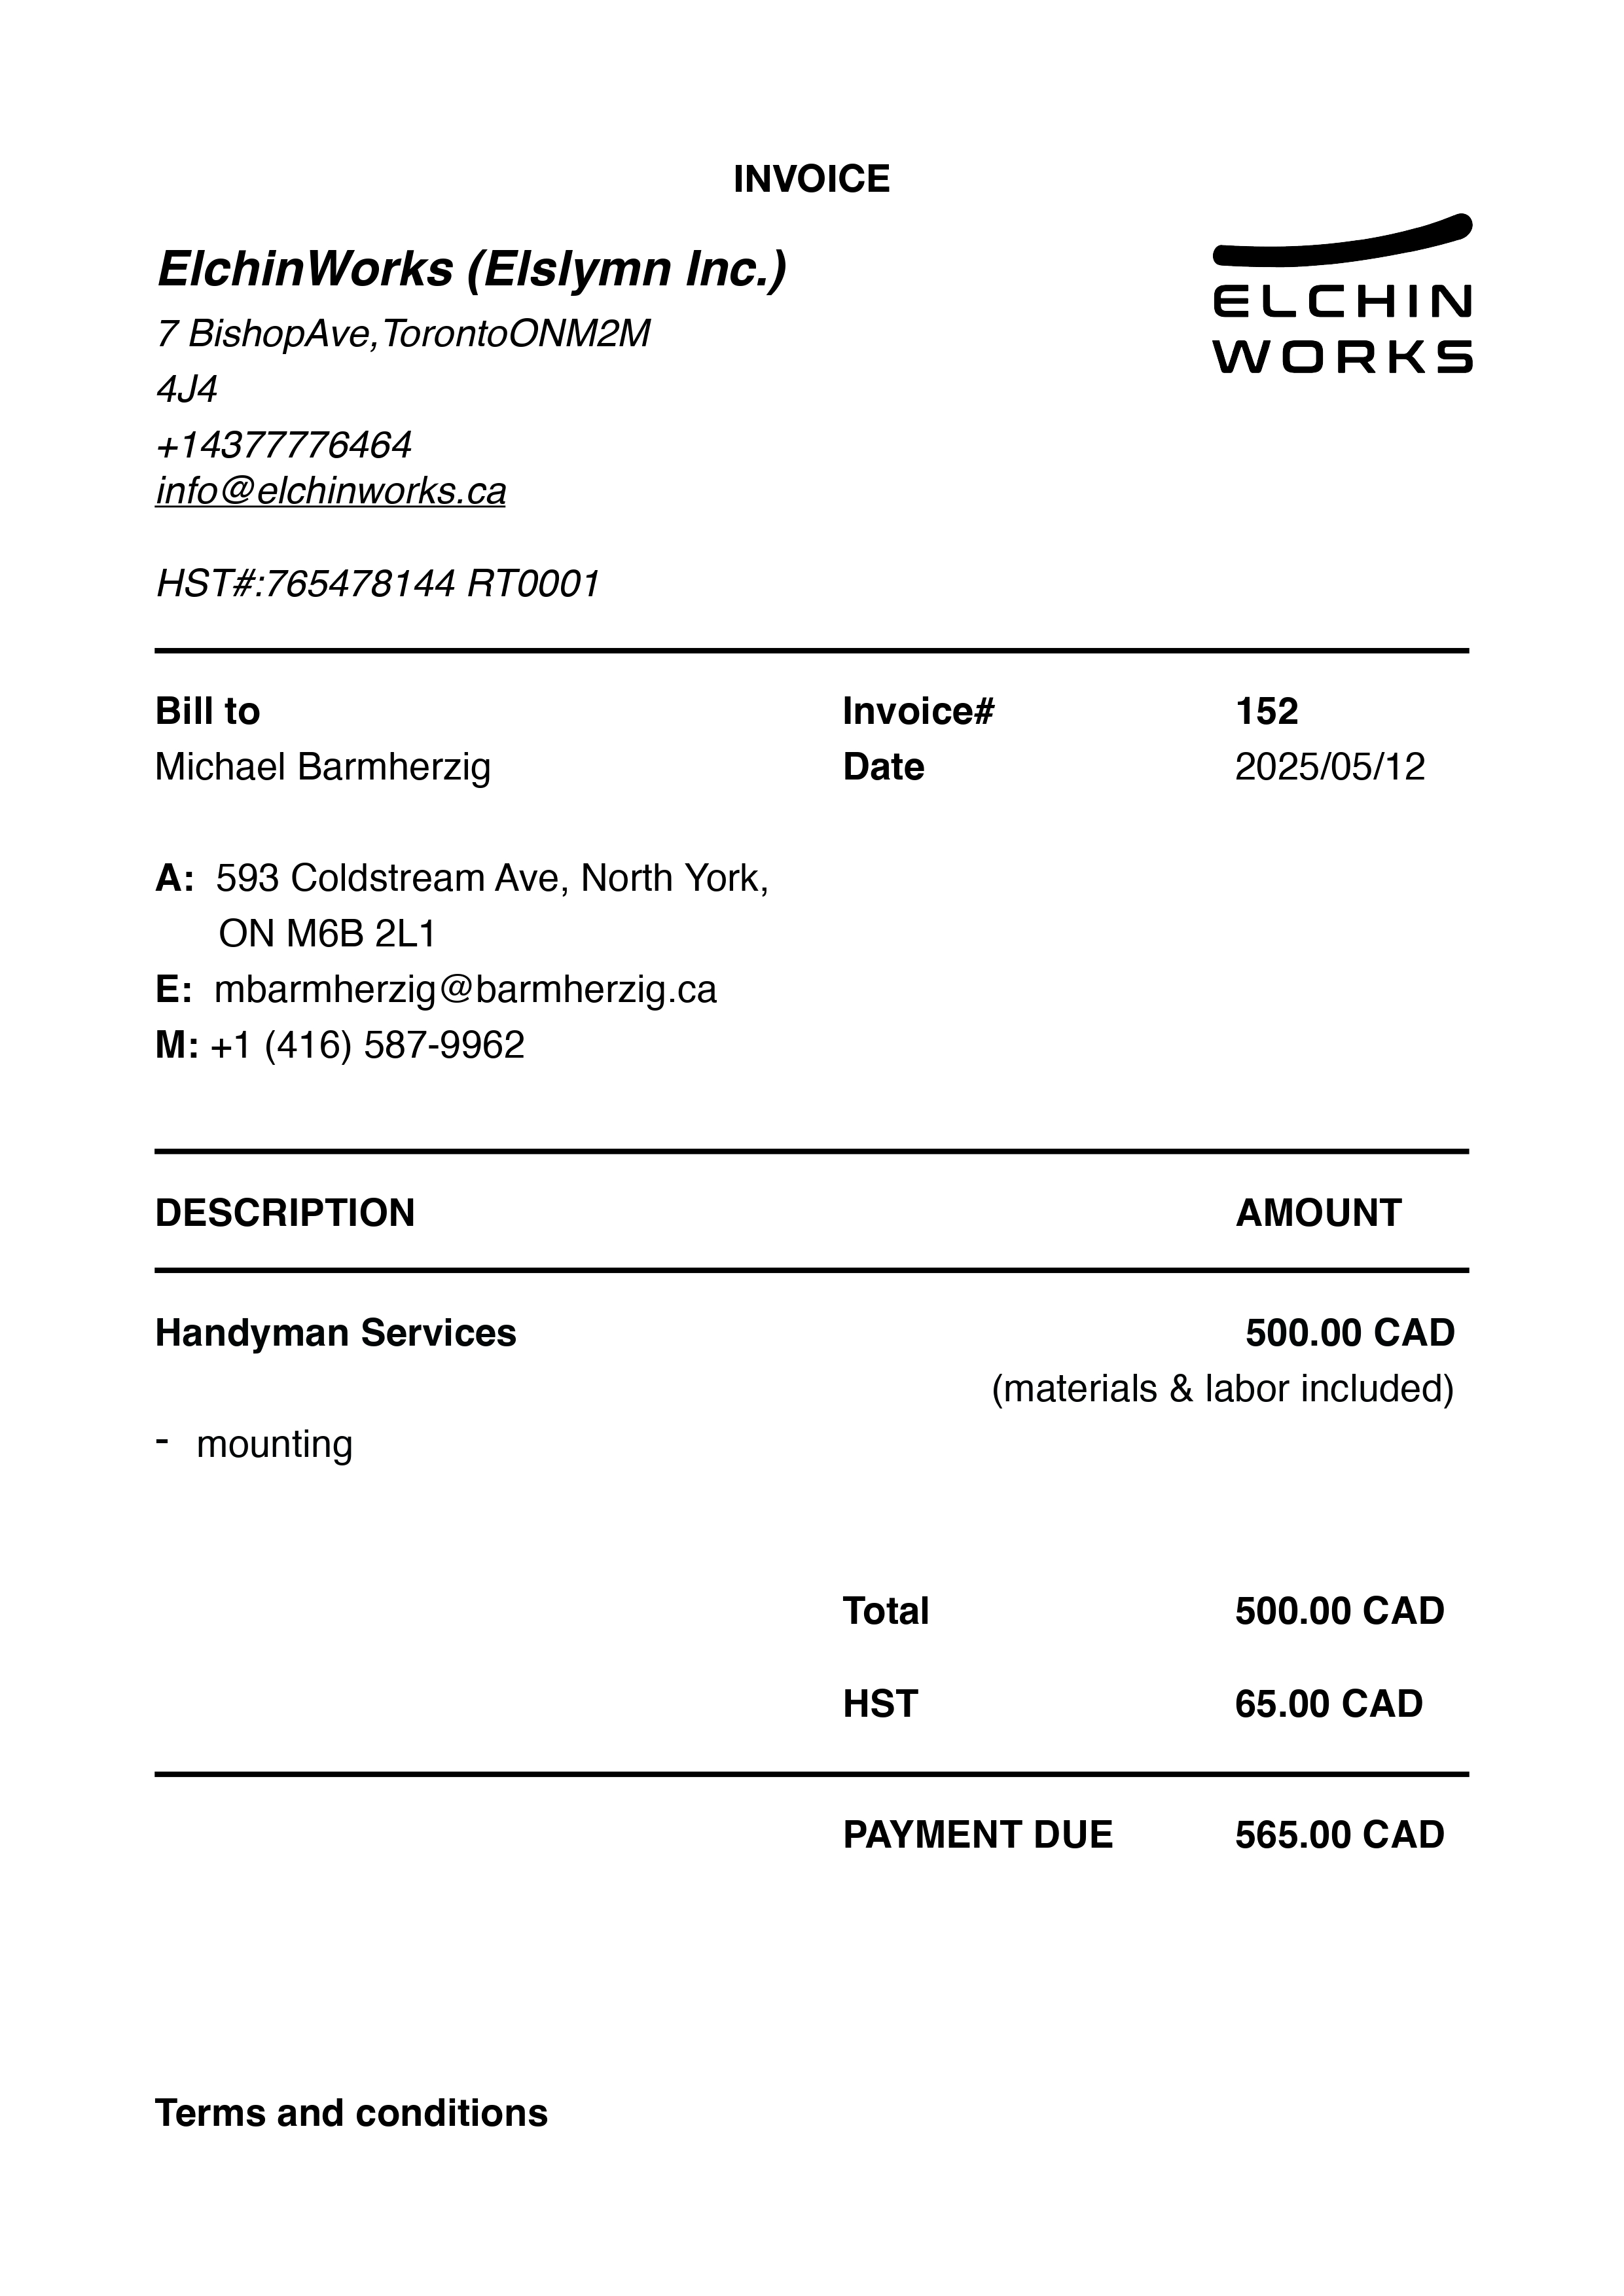 INVOICE
ElchinWorks (Elslymn Inc.)
7 BishopAve,TorontoONM2M
4J4
+14377776464
info@elchinworks.ca
HST#:765478144 RT0001
ELCHIN
WORKS
Bill to
Michael Barmherzig
Invoice# 152
Date 2025/05/12
A: 593 Coldstream Ave, North York,
ON M6B 2L1
E: mbarmherzig@barmherzig.ca
M: +1 (416) 587-9962
DESCRIPTION AMOUNT
Handyman Services 500.00 CAD
(materials & labor included)
- mounting
Total 500.00 CAD
HST 65.00 CAD
PAYMENT DUE 565.00 CAD
Terms and conditions